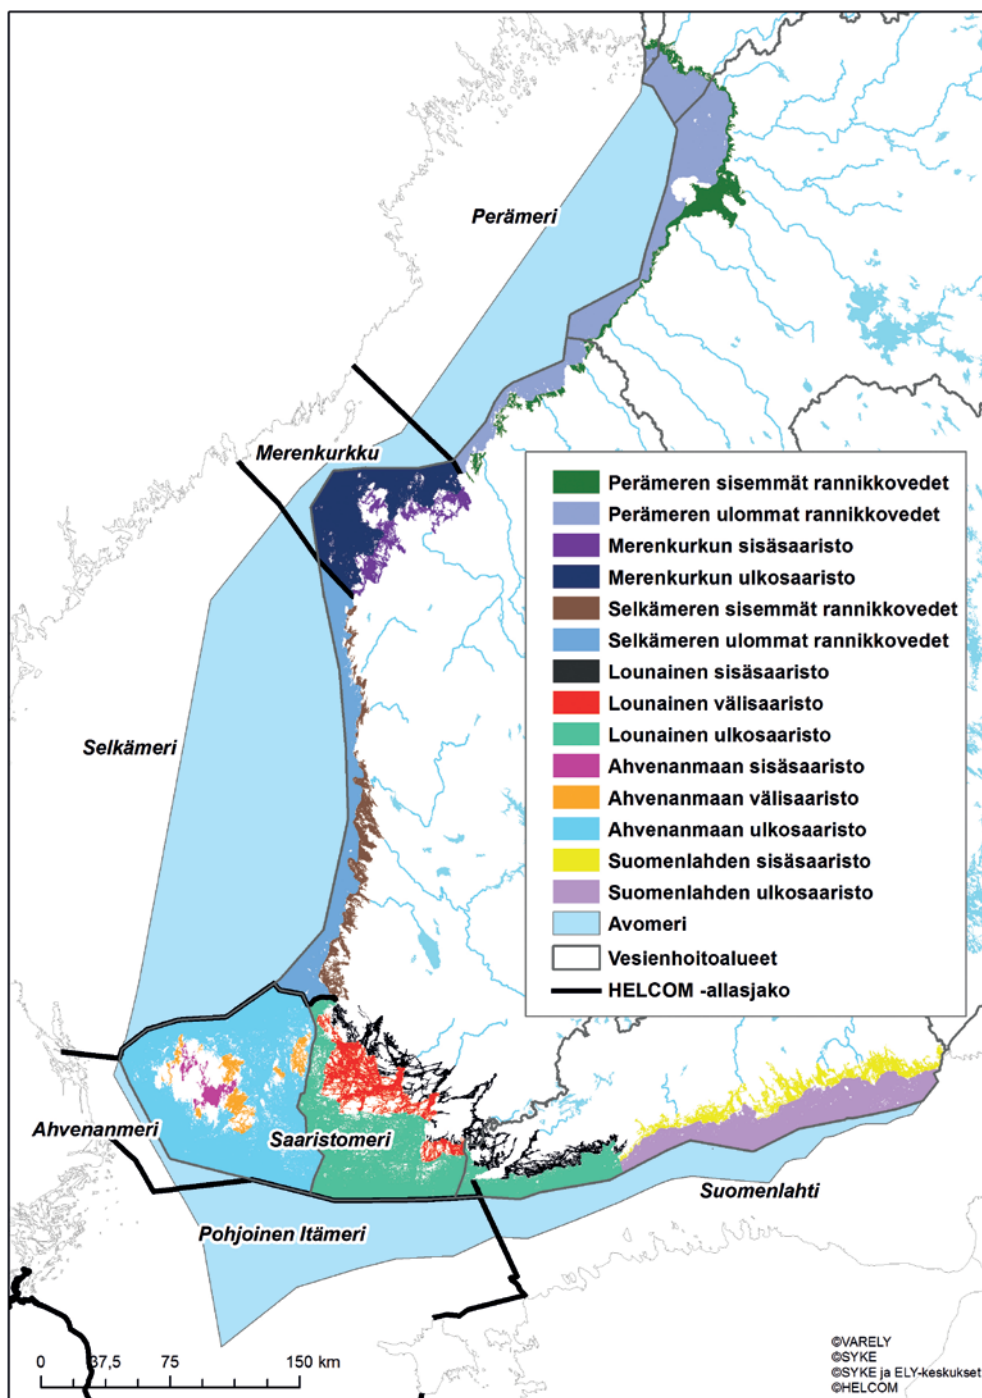 Perämeri
Merenkurkku
Perämeren sisemmät rannikkovedet
Perämeren ulommat rannikkovedet
Merenkurkun sisäsaaristo
Merenkurkun ulkosaaristo
Selkämeren sisemmät rannikkovedet
Selkämeren ulommat rannikkovedet
Lounainen sisäsaaristo
Lounainen välisaaristo
Lounainen ulkosaaristo
Ahvenanmaan sisäsaaristo
Ahvenanmaan välisaaristo
Ahvenanmaan ulkosaaristo
Suomenlahden sisäsaaristo
Suomenlahden ulkosaaristo
Avomeri
Vesienhoitoalueet
HELCOM -allasjako
Selkämeri
Ahvenanmeri
Saaristomeri
Suomenlahti
Pohjoinen Itämeri
0 37,5 75 150 km
©VARELY
©SYKE
©SYKE ja ELY-keskukset
©HELCOM